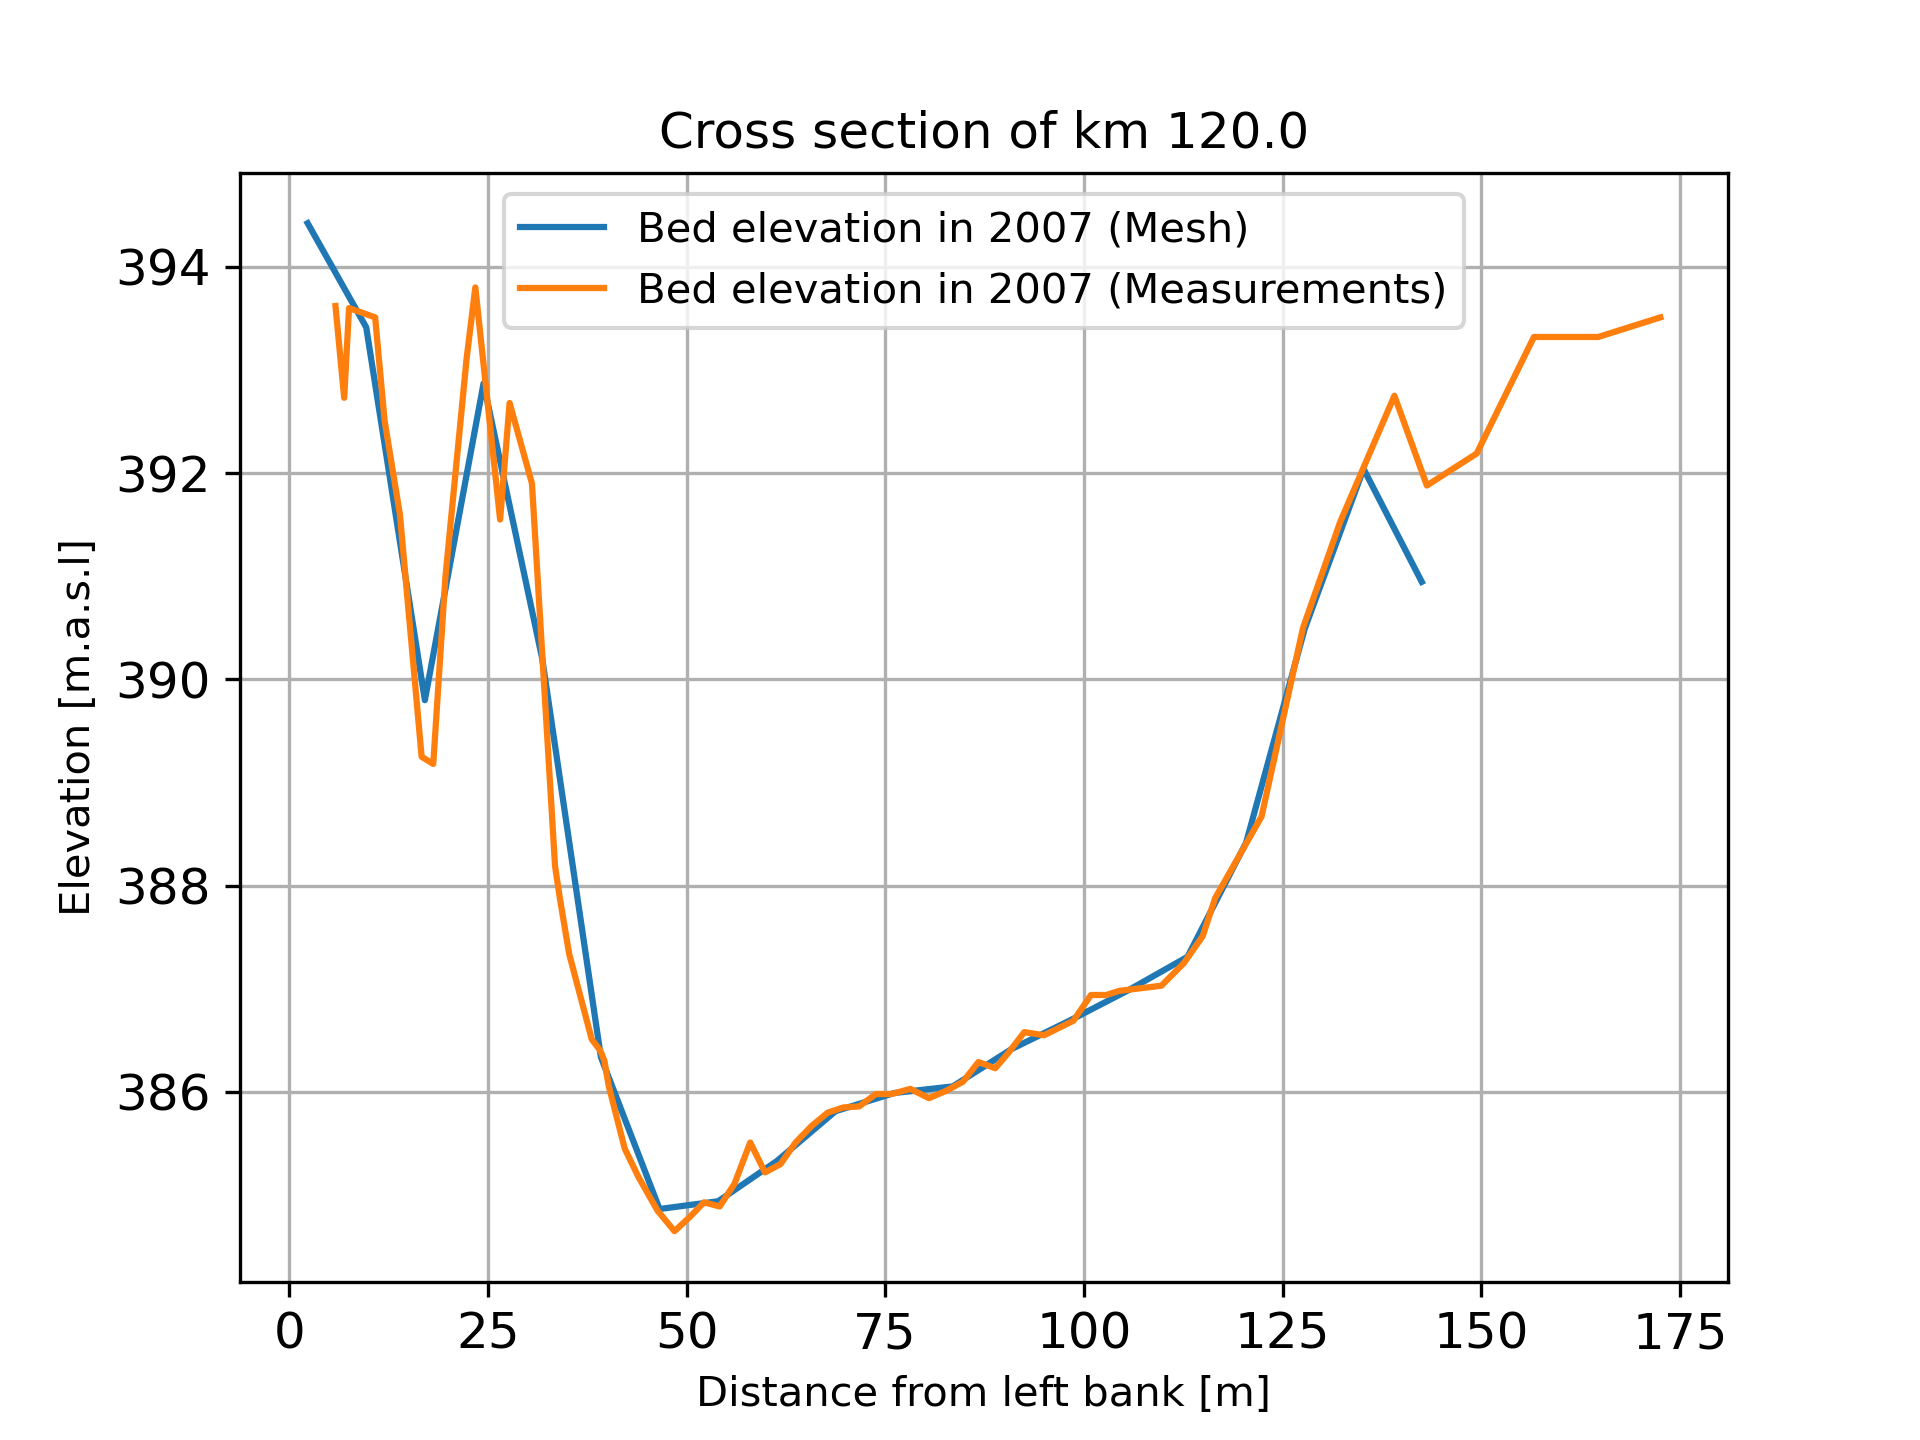 Cross section of km 120.0
Bed elevation in 2007 (Mesh)
Bed elevation in 2007 (Measurements)
394
392
390
388
386
Elevation [m.a.s.l]
0 25 50 75 100 125 150 175
Distance from left bank [m]